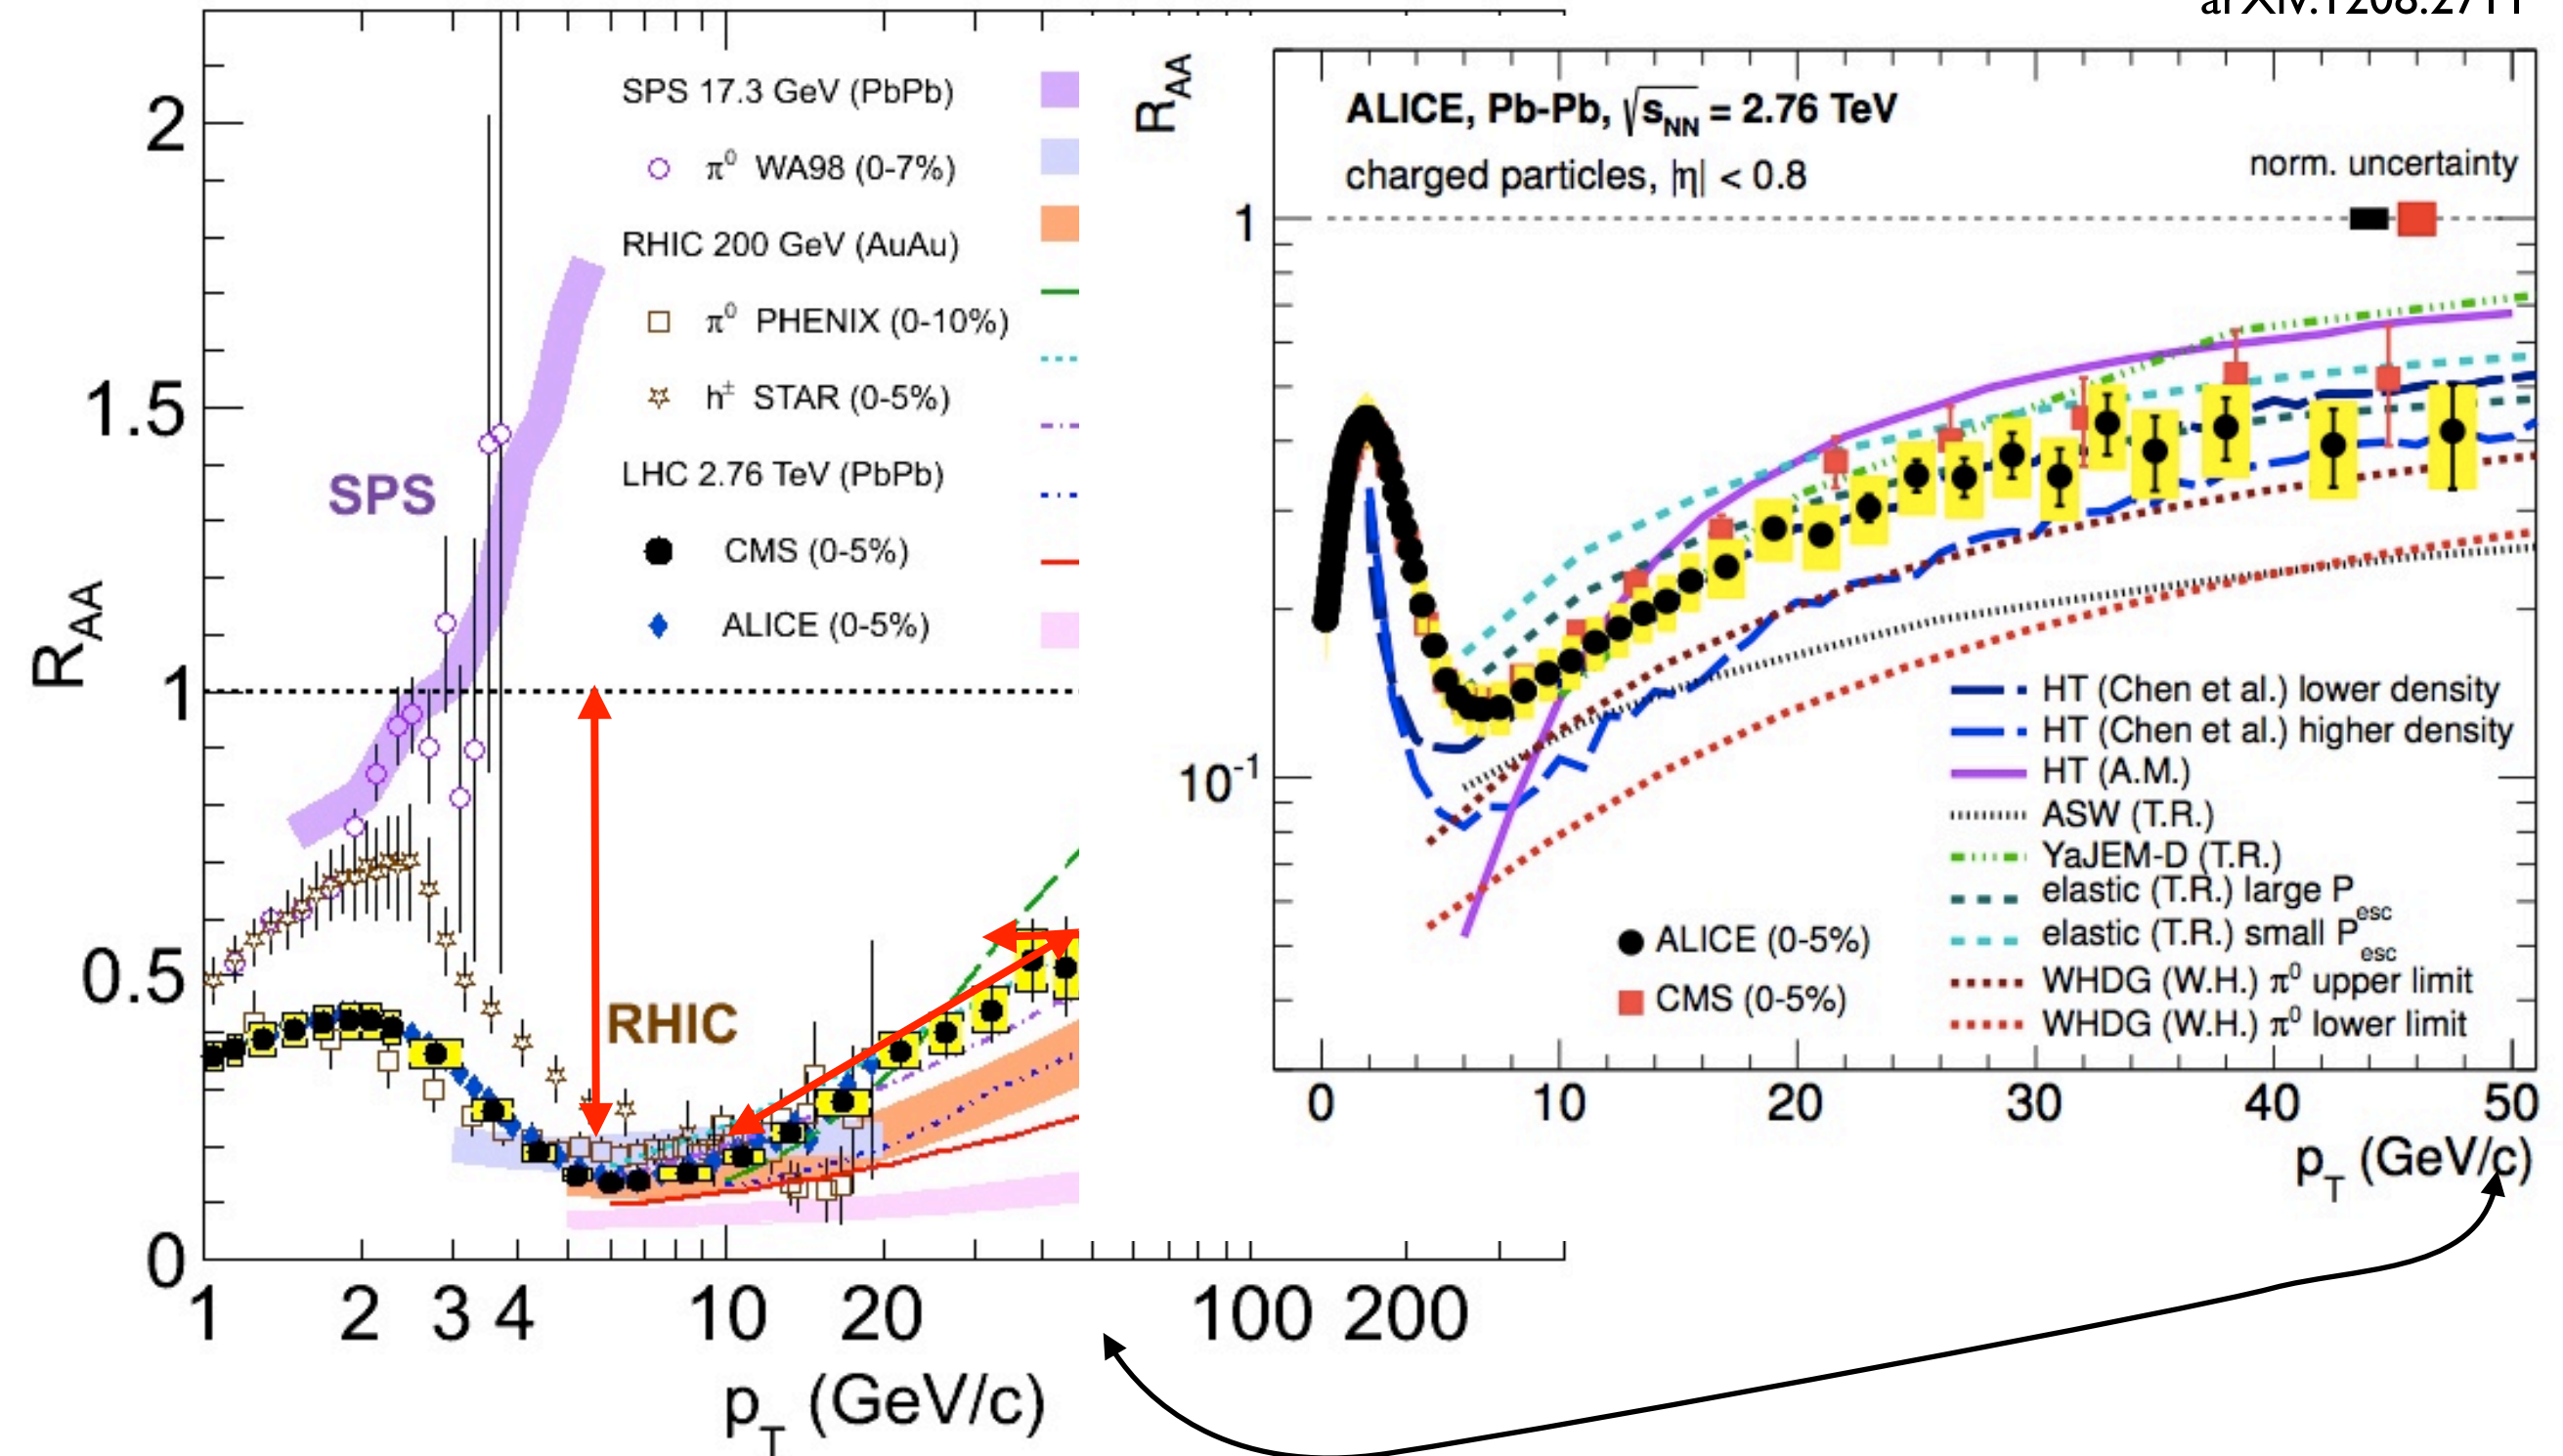 arXiv:1208.2711
SPS 17.3 GeV (PbPb)
π⁰ WA98 (0-7%)
RHIC 200 GeV (AuAu)
π⁰ PHENIX (0-10%)
h± STAR (0-5%)
LHC 2.76 TeV (PbPb)
CMS (0-5%)
ALICE (0-5%)
SPS
RHIC
R_AA
2
1.5
1
0.5
0
1 2 3 4 10 20 100 200
p_T (GeV/c)
R_AA
ALICE, Pb-Pb, √s_NN = 2.76 TeV
charged particles, |η| < 0.8
norm. uncertainty
1
10⁻¹
HT (Chen et al.) lower density
HT (Chen et al.) higher density
HT (A.M.)
ASW (T.R.)
YaJEM-D (T.R.)
elastic (T.R.) large P_esc
elastic (T.R.) small P_esc
WHDG (W.H.) π⁰ upper limit
WHDG (W.H.) π⁰ lower limit
ALICE (0-5%)
CMS (0-5%)
0 10 20 30 40 50
p_T (GeV/c)